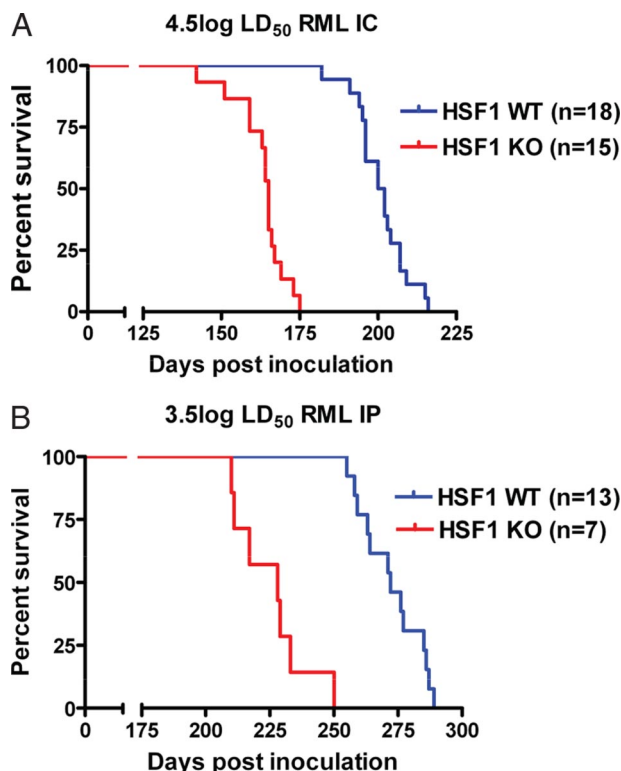 A
4.5log LD50 RML IC
Percent survival
100
75
50
25
0
HSF1 WT (n=18)
HSF1 KO (n=15)
0 125 150 175 200 225
Days post inoculation
B
3.5log LD50 RML IP
Percent survival
100
75
50
25
0
HSF1 WT (n=13)
HSF1 KO (n=7)
0 175 200 225 250 275 300
Days post inoculation